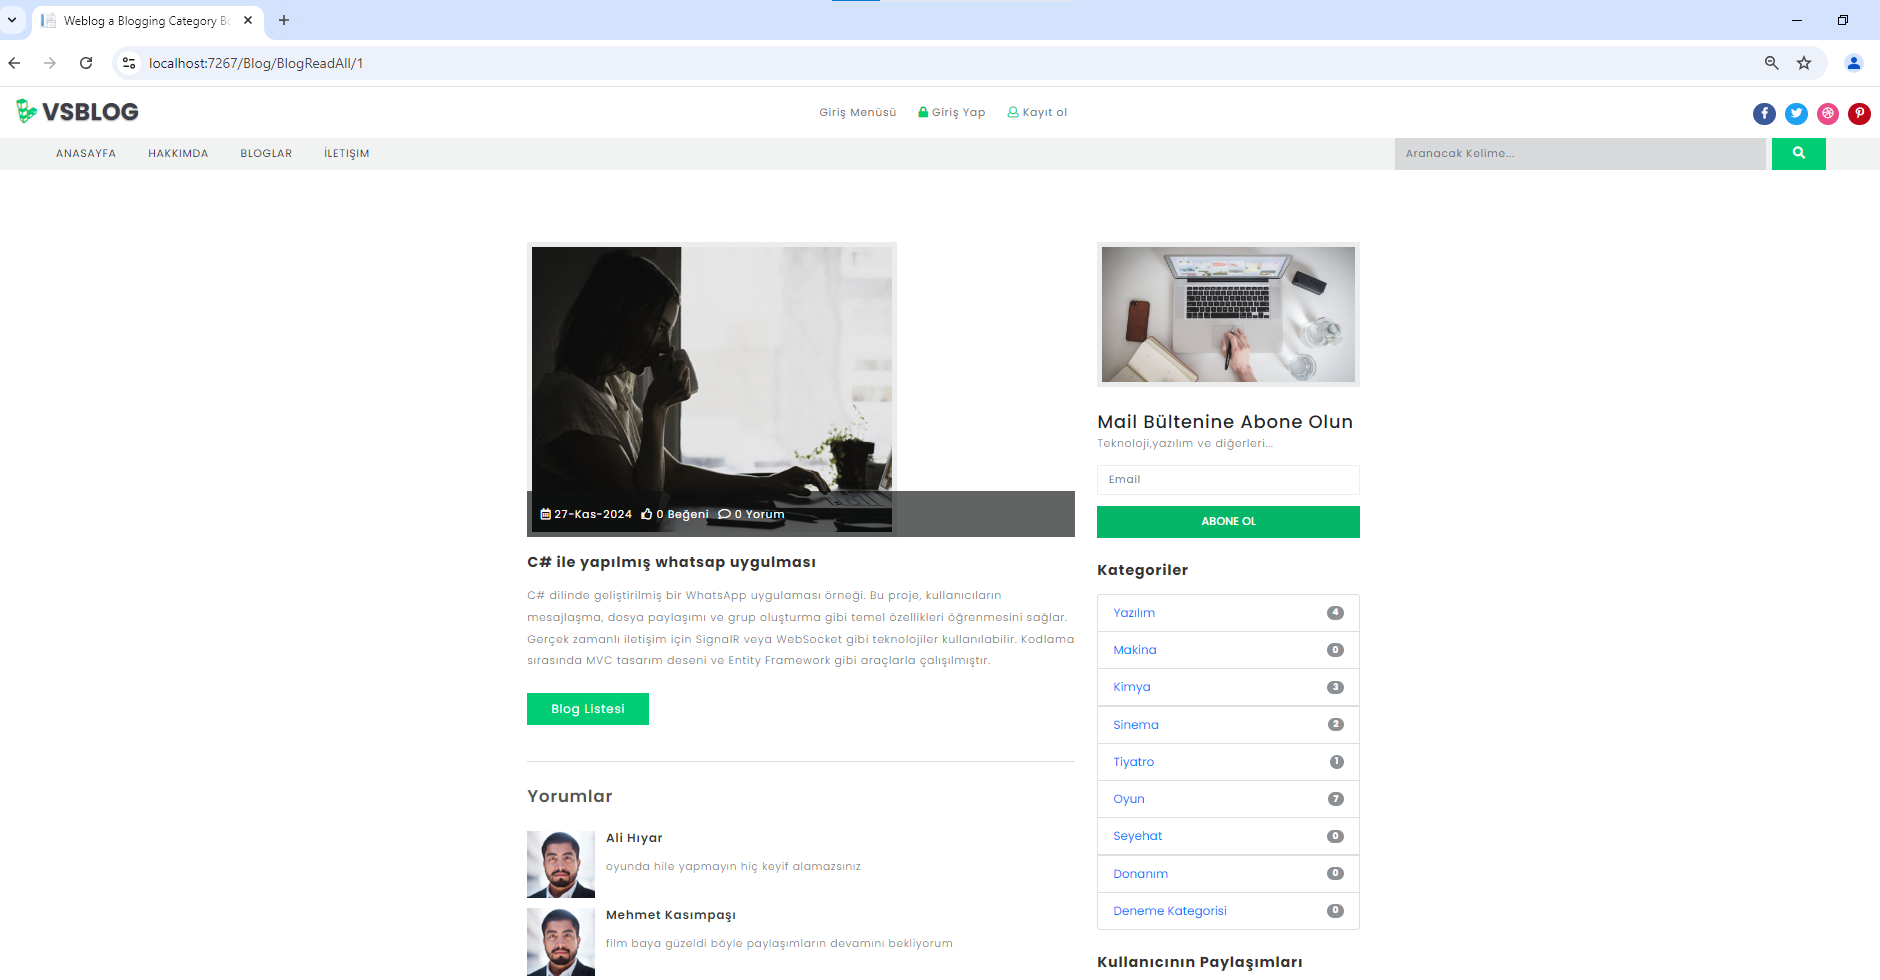 Weblog a Blogging Category Bo
localhost:7267/Blog/BlogReadAll/1
VSBLOG
Giriş Menüsü Giriş Yap Kayıt ol
ANASAYFA HAKKIMDA BLOGLAR İLETIŞIM
Aranacak Kelime...
27-Kas-2024 0 Beğeni 0 Yorum
C# ile yapılmış whatsap uygulması
C# dilinde geliştirilmiş bir WhatsApp uygulaması örneği. Bu proje, kullanıcıların
mesajlaşma, dosya paylaşımı ve grup oluşturma gibi temel özellikleri öğrenmesini sağlar.
Gerçek zamanlı iletişim için SignalR veya WebSocket gibi teknolojiler kullanılabilir. Kodlama
sırasında MVC tasarım deseni ve Entity Framework gibi araçlarla çalışılmıştır.
Blog Listesi
Yorumlar
Ali Hıyar
oyunda hile yapmayın hiç keyif alamazsınız
Mehmet Kasımpaşı
film baya güzeldi böyle paylaşımların devamını bekliyorum
Mail Bültenine Abone Olun
Teknoloji,yazılım ve diğerleri...
Email
ABONE OL
Kategoriler
Yazılım 4
Makina 0
Kimya 3
Sinema 2
Tiyatro 1
Oyun 7
Seyehat 0
Donanım 0
Deneme Kategorisi 0
Kullanıcının Paylaşımları